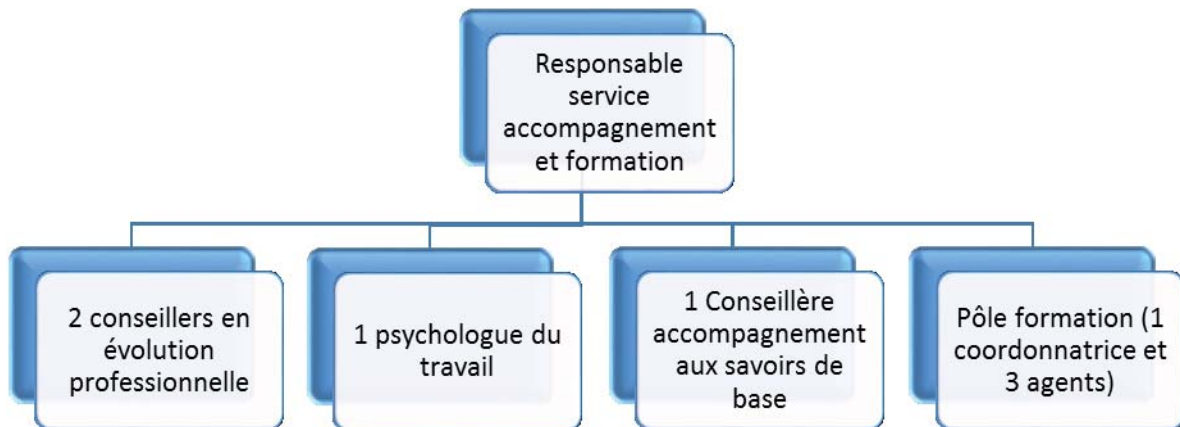 Responsable
service
accompagnement
et formation
2 conseillers en
évolution
professionnelle
1 psychologue du
travail
1 Conseillère
accompagnement
aux savoirs de
base
Pôle formation (1
coordonnatrice et
3 agents)